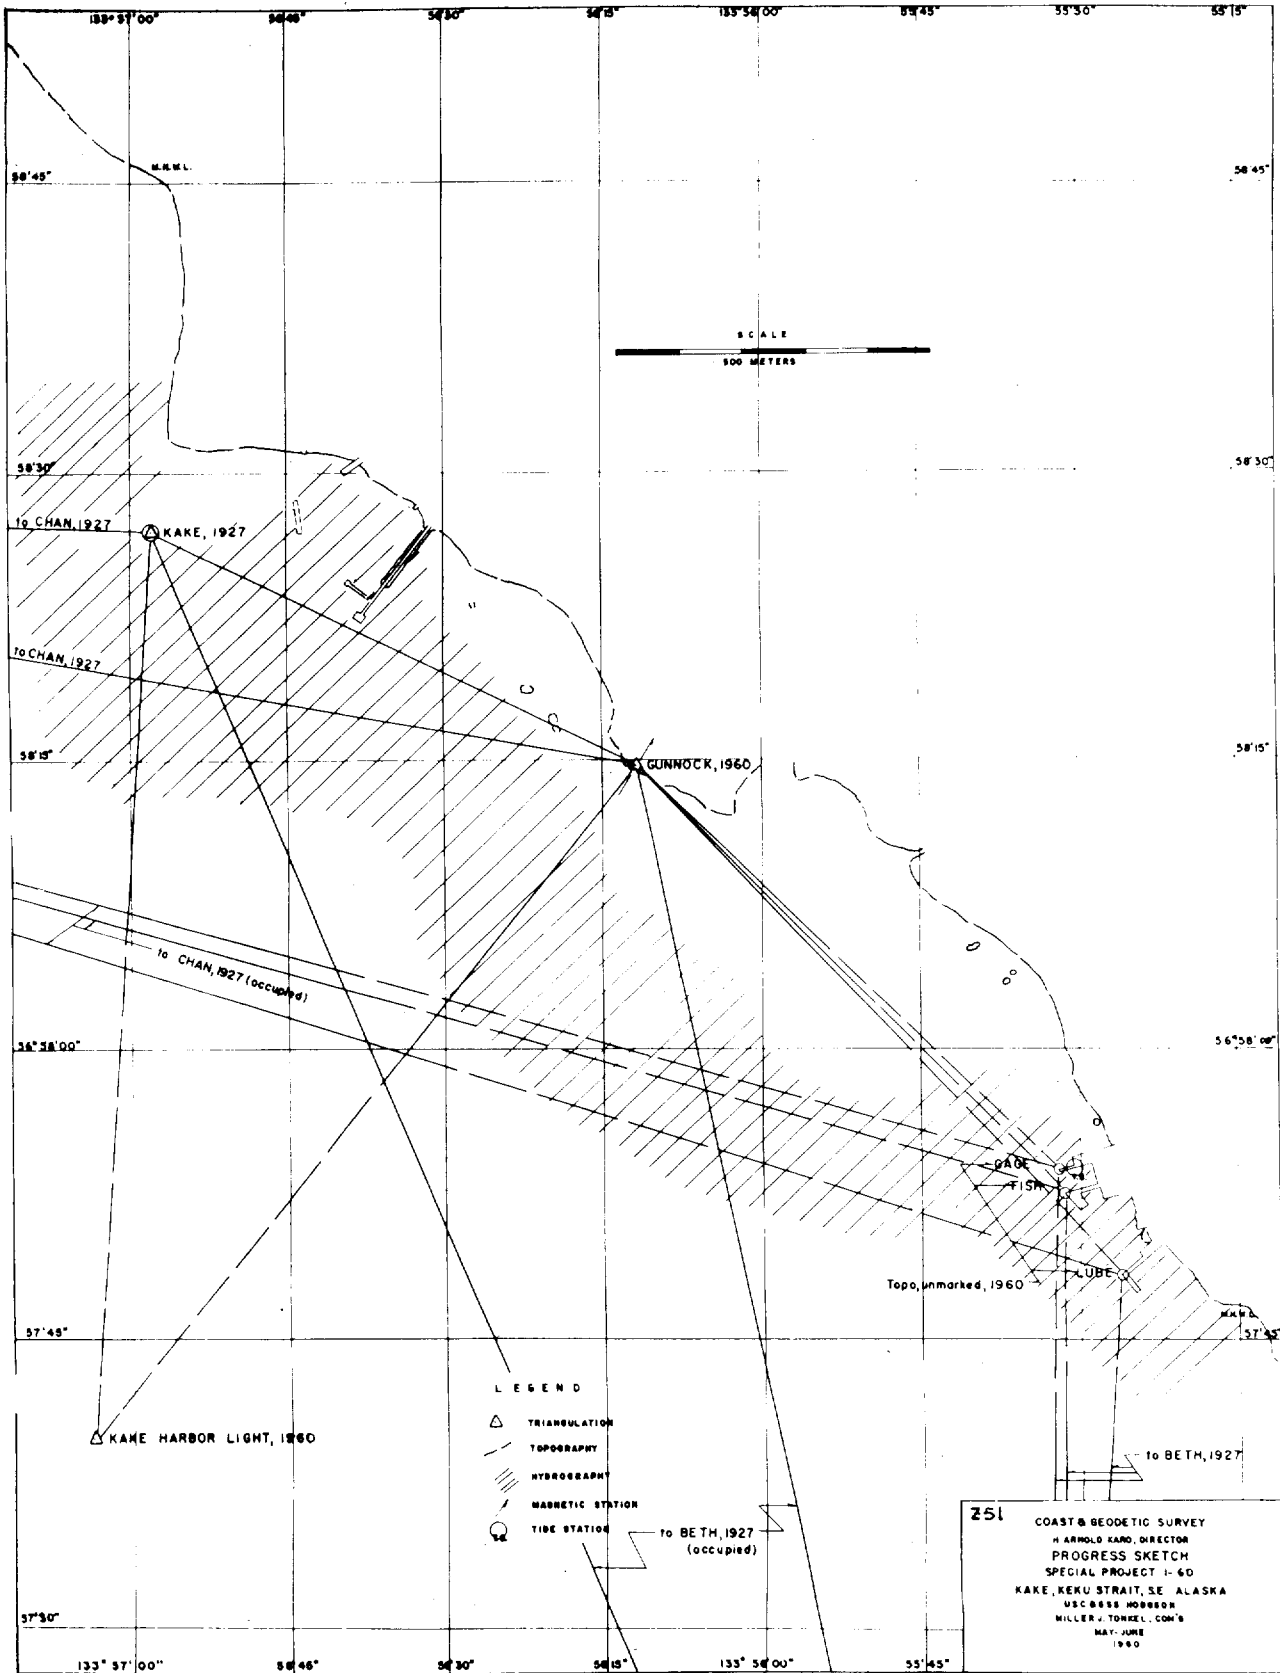 133° 57' 00" 56'45" 56'30" 56'15" 133° 56'00" 55'45" 55'30" 55'15"
M.H.W.L.
58'45" 58'45"
SCALE
500 METERS
58'30" 58'30"
to CHAN, 1927
KAKE, 1927
to CHAN, 1927
58'15" 58'15"
GUNNOCK, 1960
to CHAN, 1927 (occupied)
56°58'00" 56°58'00"
GAGE
T.S.
FISH
LUBE
Topo, unmarked, 1960
M.H.W.L.
57'45" 57'45"
LEGEND
TRIANGULATION
KAKE HARBOR LIGHT, 1960
TOPOGRAPHY
to BETH, 1927
HYDROGRAPHY
MAGNETIC STATION
TIDE STATION
T.S.
to BETH, 1927
(occupied)
251
COAST & GEODETIC SURVEY
H. ARNOLD KARO, DIRECTOR
PROGRESS SKETCH
SPECIAL PROJECT 1-60
KAKE, KEKU STRAIT, S.E. ALASKA
USC&GSS HODGSON
MILLER J. TONKEL, COM'G
MAY-JUNE
1960
57'30"
133° 57'00" 56'45" 56'30" 56'15" 133° 56'00" 55'45"